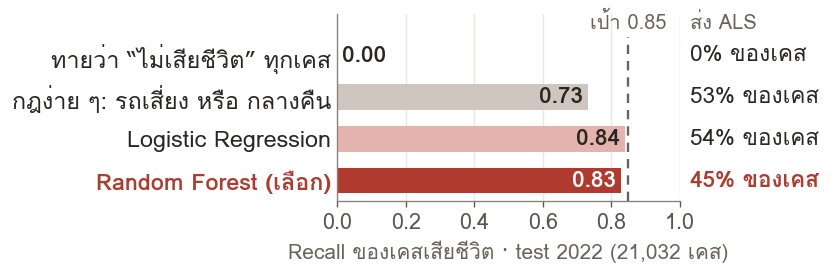 เป้า 0.85 ส่ง ALS
ทายว่า “ไม่เสียชีวิต” ทุกเคส 0.00 0% ของเคส
กฎง่าย ๆ: รถเสี่ยง หรือ กลางคืน 0.73 53% ของเคส
Logistic Regression 0.84 54% ของเคส
Random Forest (เลือก) 0.83 45% ของเคส
0.0 0.2 0.4 0.6 0.8 1.0
Recall ของเคสเสียชีวิต · test 2022 (21,032 เคส)